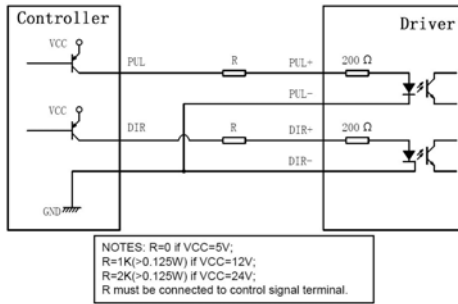 Controller
Driver
VCC
PUL
R
PUL+
200 Ω
PUL-
VCC
DIR
R
DIR+
200 Ω
DIR-
GND
NOTES: R=0 if VCC=5V;
R=1K(>0.125W) if VCC=12V;
R=2K(>0.125W) if VCC=24V;
R must be connected to control signal terminal.